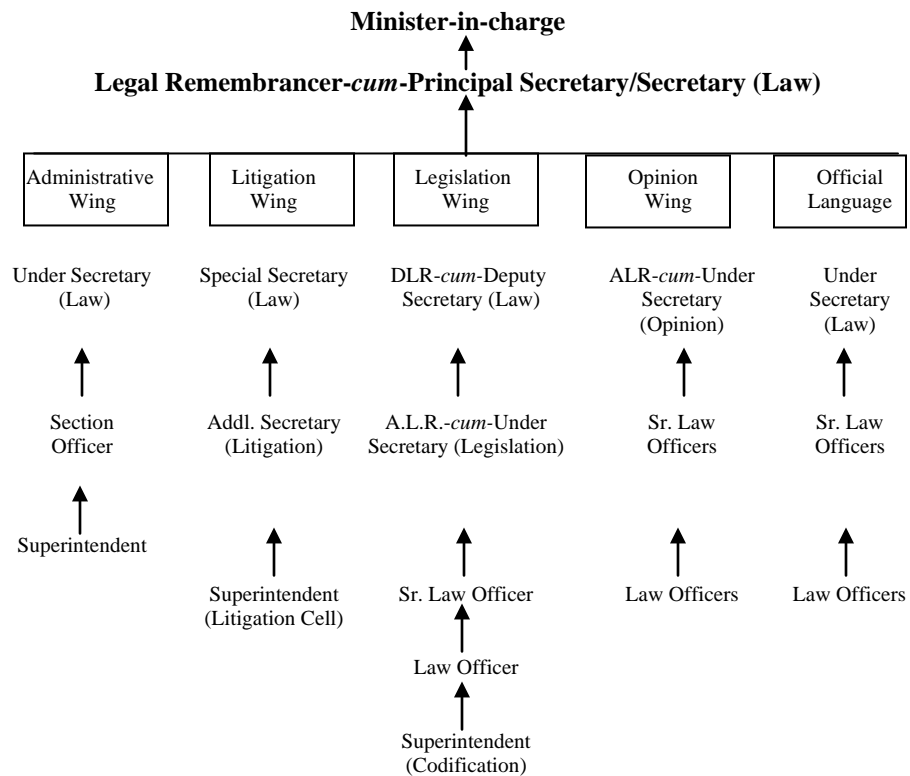 Minister-in-charge
Legal Remembrancer-cum-Principal Secretary/Secretary (Law)
Administrative
Wing
Litigation
Wing
Legislation
Wing
Opinion
Wing
Official
Language
Under Secretary
(Law)
Special Secretary
(Law)
DLR-cum-Deputy
Secretary (Law)
ALR-cum-Under
Secretary
(Opinion)
Under
Secretary
(Law)
Section
Officer
Addl. Secretary
(Litigation)
A.L.R.-cum-Under
Secretary (Legislation)
Sr. Law
Officers
Sr. Law
Officers
Superintendent
Superintendent
(Litigation Cell)
Sr. Law Officer
Law Officers
Law Officers
Law Officer
Superintendent
(Codification)